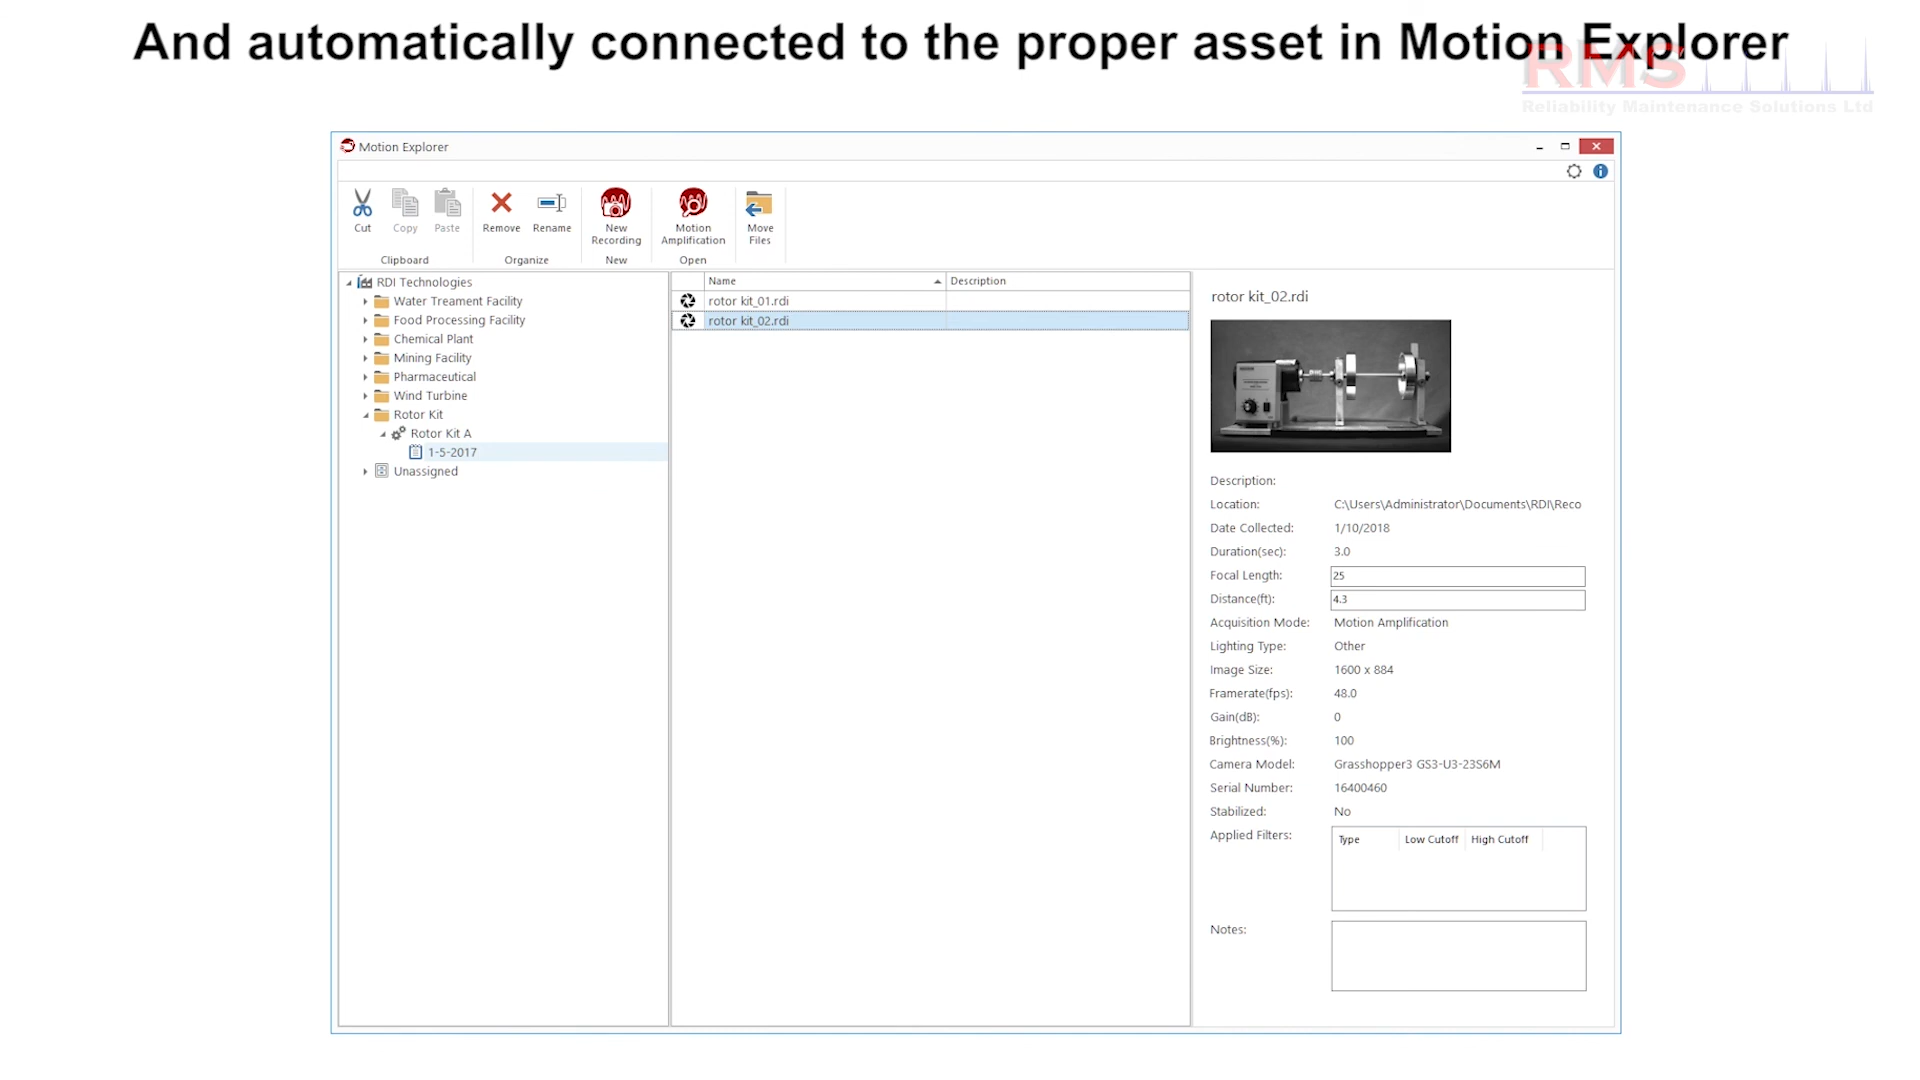 And automatically connected to the proper asset in Motion Explorer
RMS
Reliability Maintenance Solutions Ltd
Motion Explorer
Cut
Copy
Paste
Remove
Rename
New
Recording
Motion
Amplification
Move
Files
Clipboard
Organize
New
Open
RDI Technologies
Water Treament Facility
Food Processing Facility
Chemical Plant
Mining Facility
Pharmaceutical
Wind Turbine
Rotor Kit
Rotor Kit A
1-5-2017
Unassigned
Name Description
rotor kit_01.rdi
rotor kit_02.rdi
rotor kit_02.rdi
Description:
Location: C:\Users\Administrator\Documents\RDI\Reco
Date Collected: 1/10/2018
Duration(sec): 3.0
Focal Length: 25
Distance(ft): 4.3
Acquisition Mode: Motion Amplification
Lighting Type: Other
Image Size: 1600 x 884
Framerate(fps): 48.0
Gain(dB): 0
Brightness(%): 100
Camera Model: Grasshopper3 GS3-U3-23S6M
Serial Number: 16400460
Stabilized: No
Applied Filters: Type Low Cutoff High Cutoff
Notes: